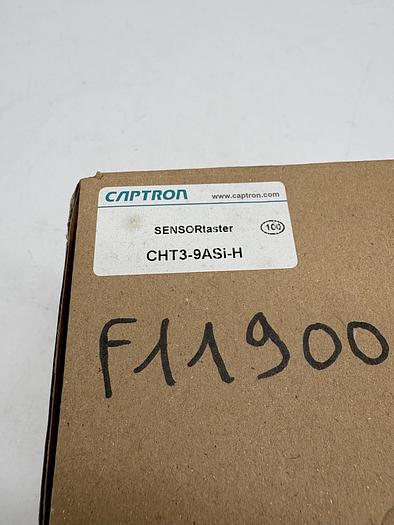 CAPTRON www.captron.com
SENSORtaster 100
CHT3-9ASi-H
F11900